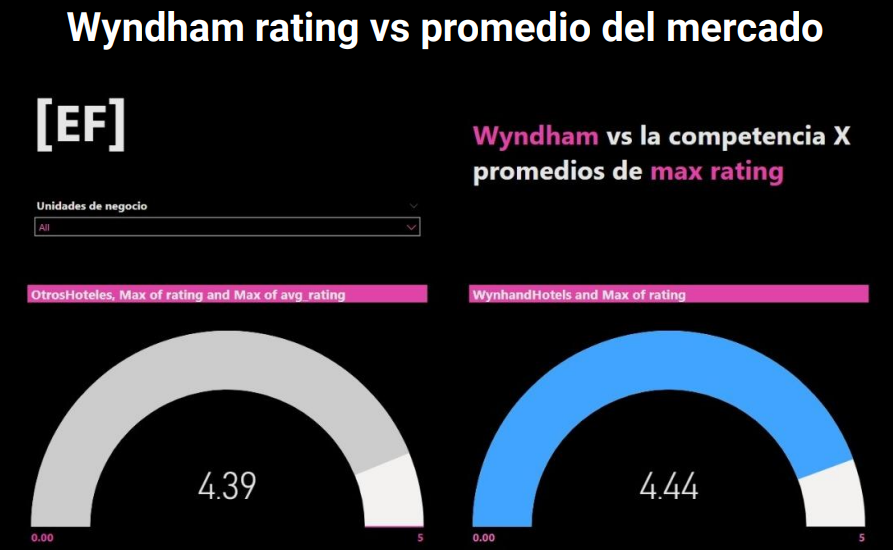 Wyndham rating vs promedio del mercado
[EF]
Wyndham vs la competencia X
promedios de max rating
Unidades de negocio
All
OtrosHoteles, Max of rating and Max of avg_rating
4.39
0.00
5
WynhandHotels and Max of rating
4.44
0.00
5